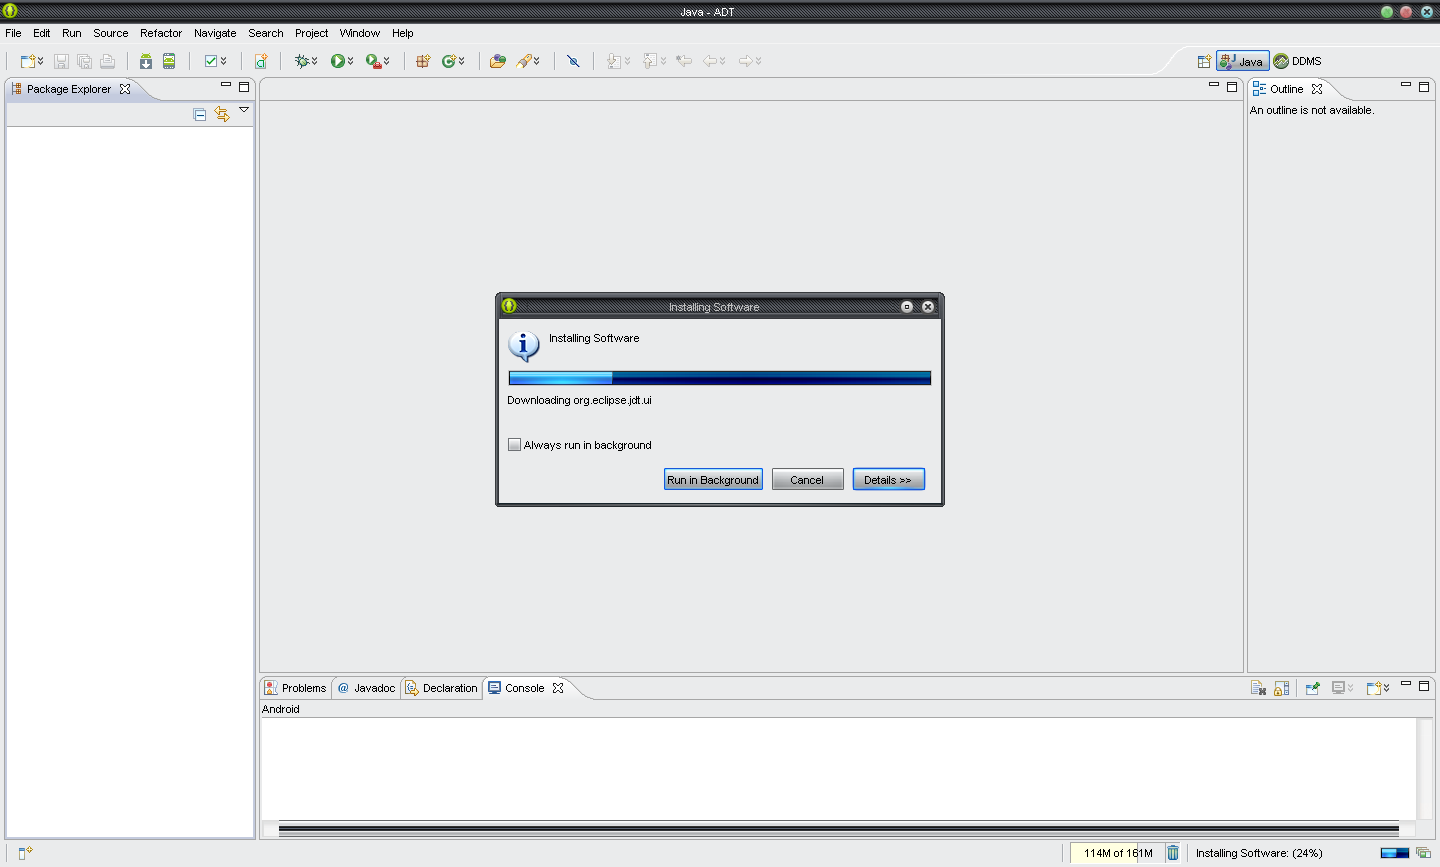 Java - ADT
File Edit Run Source Refactor Navigate Search Project Window Help
Java DDMS
Package Explorer
Outline
An outline is not available.
Installing Software
Installing Software
Downloading org.eclipse.jdt.ui
Always run in background
Run in Background Cancel Details >>
Problems @ Javadoc Declaration Console
Android
114M of 161M Installing Software: (24%)